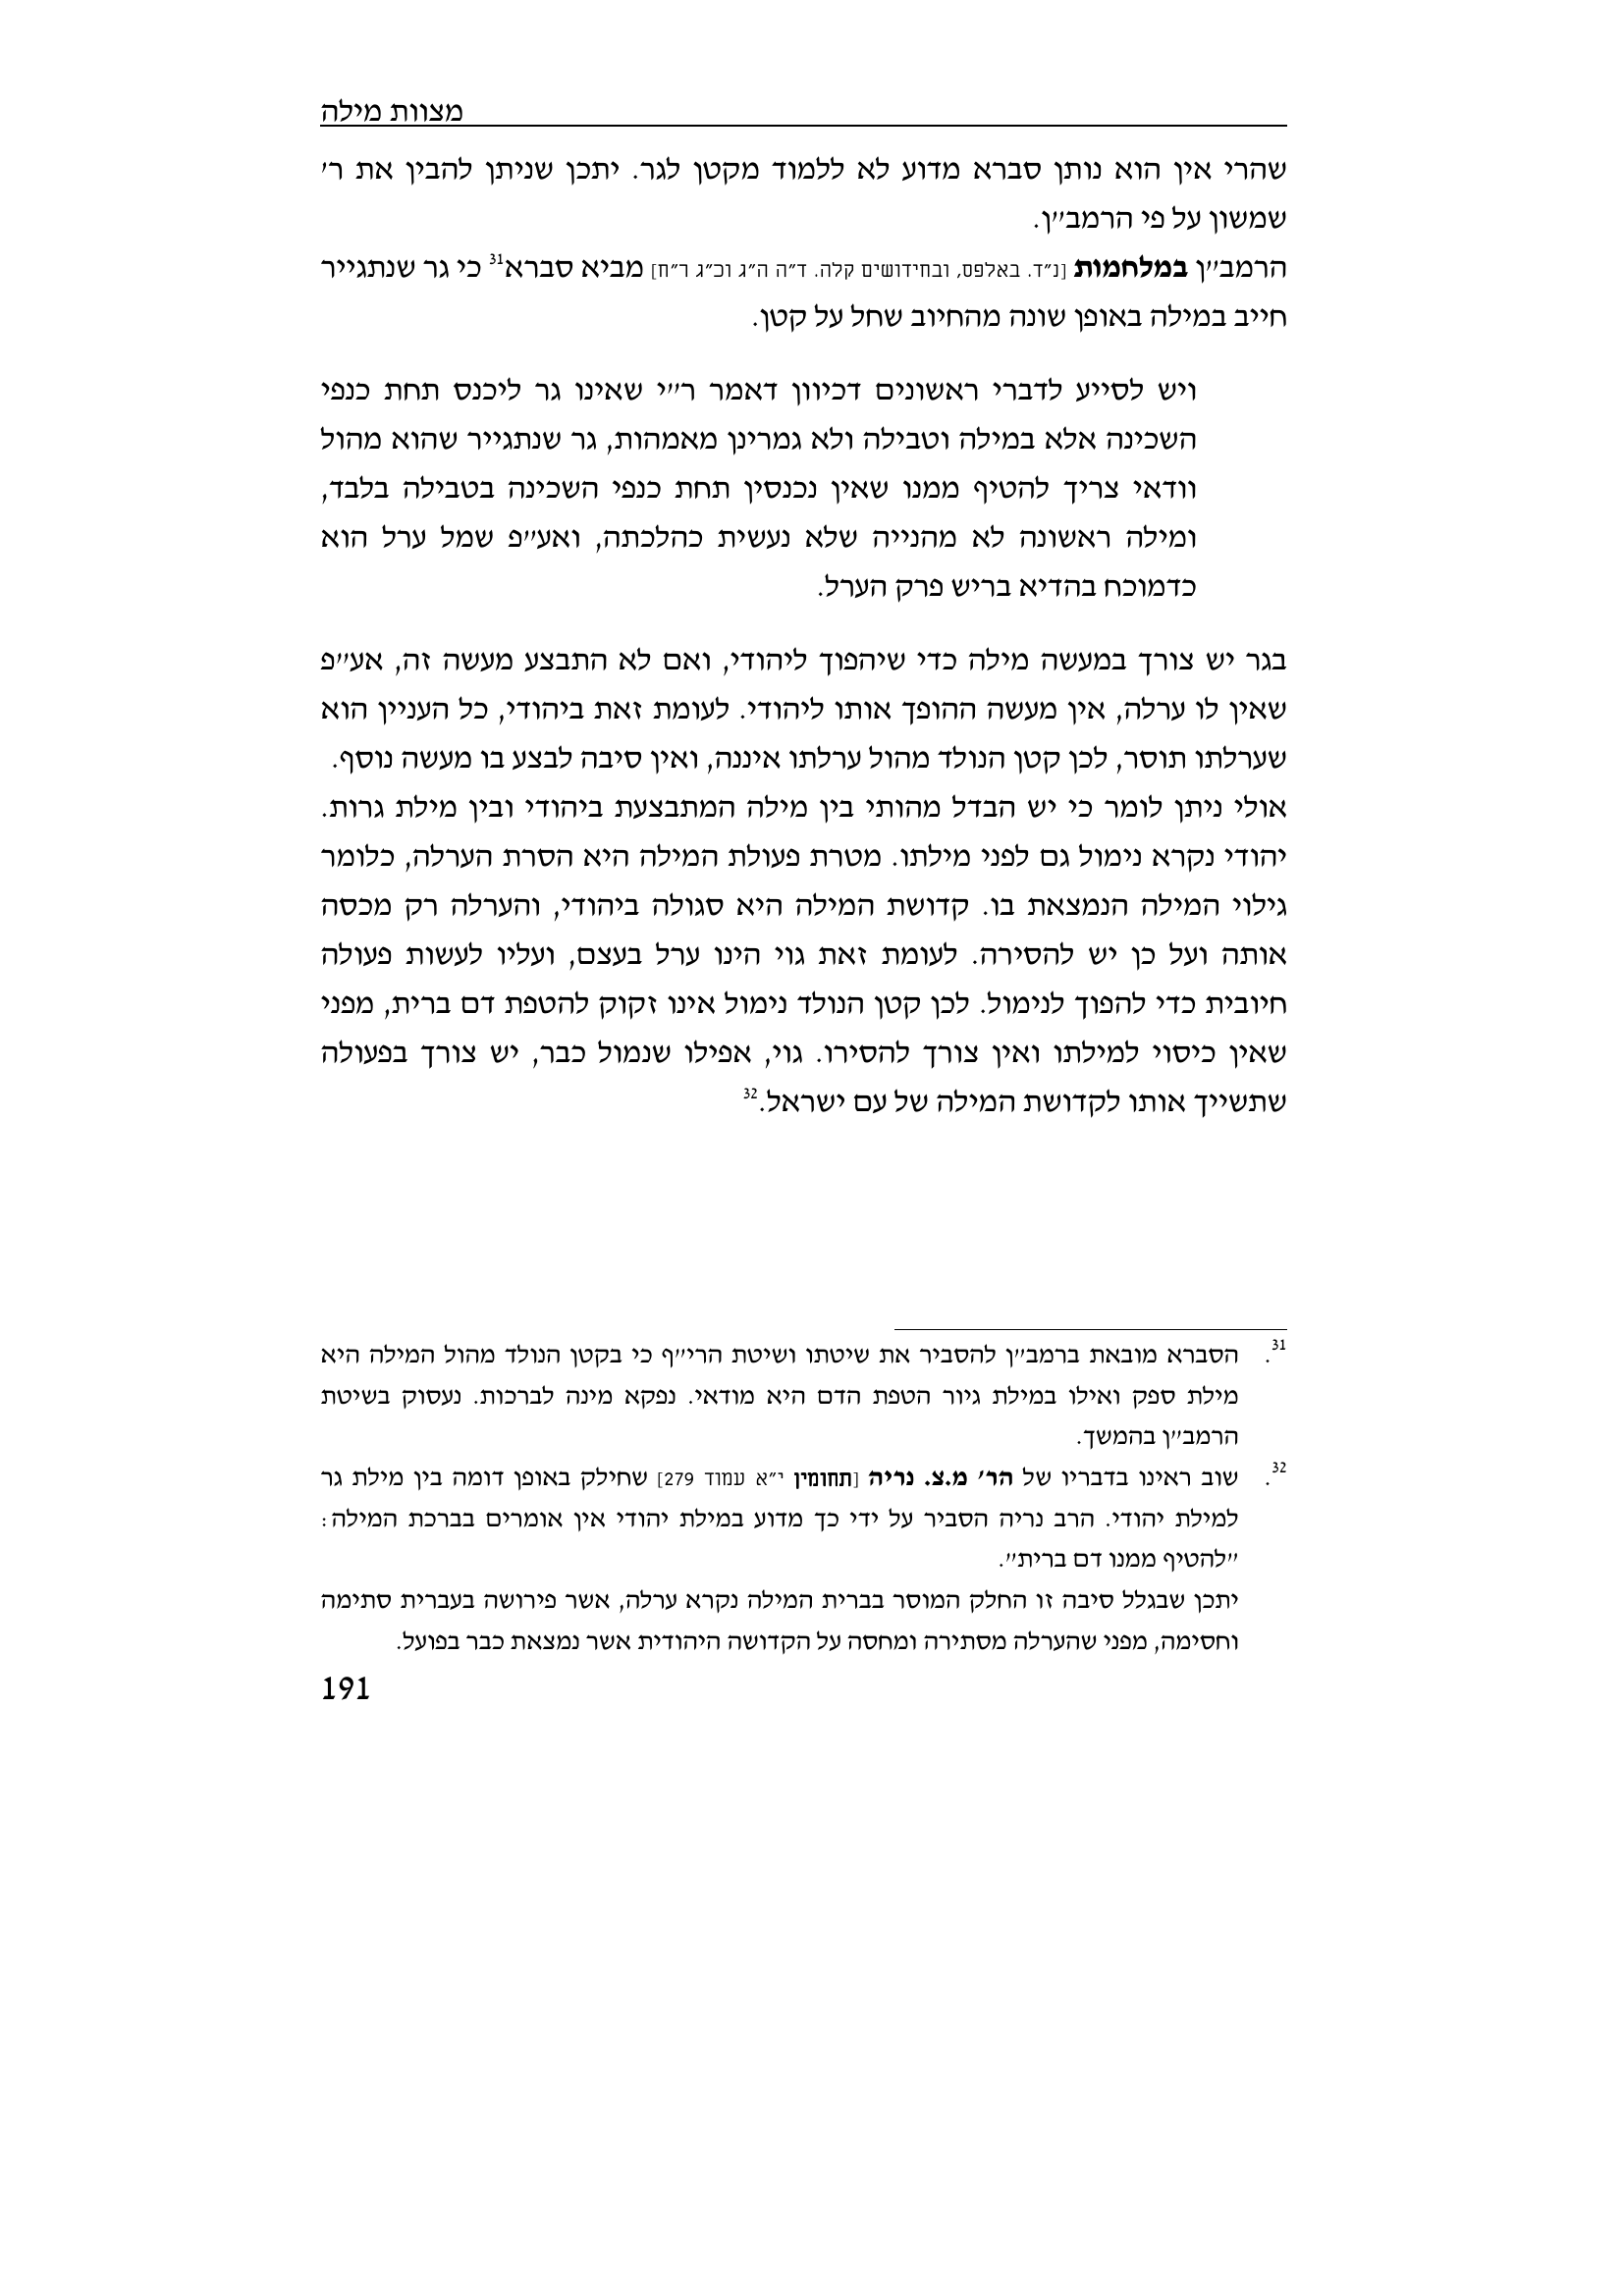 מצוות מילה
שהרי אין הוא נותן סברא מדוע לא ללמוד מקטן לגר. יתכן שניתן להבין את ר׳
שמשון על פי הרמב״ן.
הרמב״ן במלחמות [נ״ד. באלפס, ובחידושים קלה. ד״ה ה״ג וכ״ג ר״ח] מביא סברא31 כי גר שנתגייר
חייב במילה באופן שונה מהחיוב שחל על קטן.
ויש לסייע לדברי ראשונים דכיוון דאמר ר״י שאינו גר ליכנס תחת כנפי
השכינה אלא במילה וטבילה ולא גמרינן מאמהות, גר שנתגייר שהוא מהול
וודאי צריך להטיף ממנו שאין נכנסין תחת כנפי השכינה בטבילה בלבד,
ומילה ראשונה לא מהנייה שלא נעשית כהלכתה, ואע״פ שמל ערל הוא
כדמוכח בהדיא בריש פרק הערל.
בגר יש צורך במעשה מילה כדי שיהפוך ליהודי, ואם לא התבצע מעשה זה, אע״פ
שאין לו ערלה, אין מעשה ההופך אותו ליהודי. לעומת זאת ביהודי, כל העניין הוא
שערלתו תוסר, לכן קטן הנולד מהול ערלתו איננה, ואין סיבה לבצע בו מעשה נוסף.
אולי ניתן לומר כי יש הבדל מהותי בין מילה המתבצעת ביהודי ובין מילת גרות.
יהודי נקרא נימול גם לפני מילתו. מטרת פעולת המילה היא הסרת הערלה, כלומר
גילוי המילה הנמצאת בו. קדושת המילה היא סגולה ביהודי, והערלה רק מכסה
אותה ועל כן יש להסירה. לעומת זאת גוי הינו ערל בעצם, ועליו לעשות פעולה
חיובית כדי להפוך לנימול. לכן קטן הנולד נימול אינו זקוק להטפת דם ברית, מפני
שאין כיסוי למילתו ואין צורך להסירו. גוי, אפילו שנמול כבר, יש צורך בפעולה
שתשייך אותו לקדושת המילה של עם ישראל.32
31. הסברא מובאת ברמב״ן להסביר את שיטתו ושיטת הרי״ף כי בקטן הנולד מהול המילה היא
מילת ספק ואילו במילת גיור הטפת הדם היא מודאי. נפקא מינה לברכות. נעסוק בשיטת
הרמב״ן בהמשך.
32. שוב ראינו בדבריו של הר׳ מ.צ. נריה [תחומין י״א עמוד 279] שחילק באופן דומה בין מילת גר
למילת יהודי. הרב נריה הסביר על ידי כך מדוע במילת יהודי אין אומרים בברכת המילה:
״להטיף ממנו דם ברית״.
יתכן שבגלל סיבה זו החלק המוסר בברית המילה נקרא ערלה, אשר פירושה בעברית סתימה
וחסימה, מפני שהערלה מסתירה ומחסה על הקדושה היהודית אשר נמצאת כבר בפועל.
191